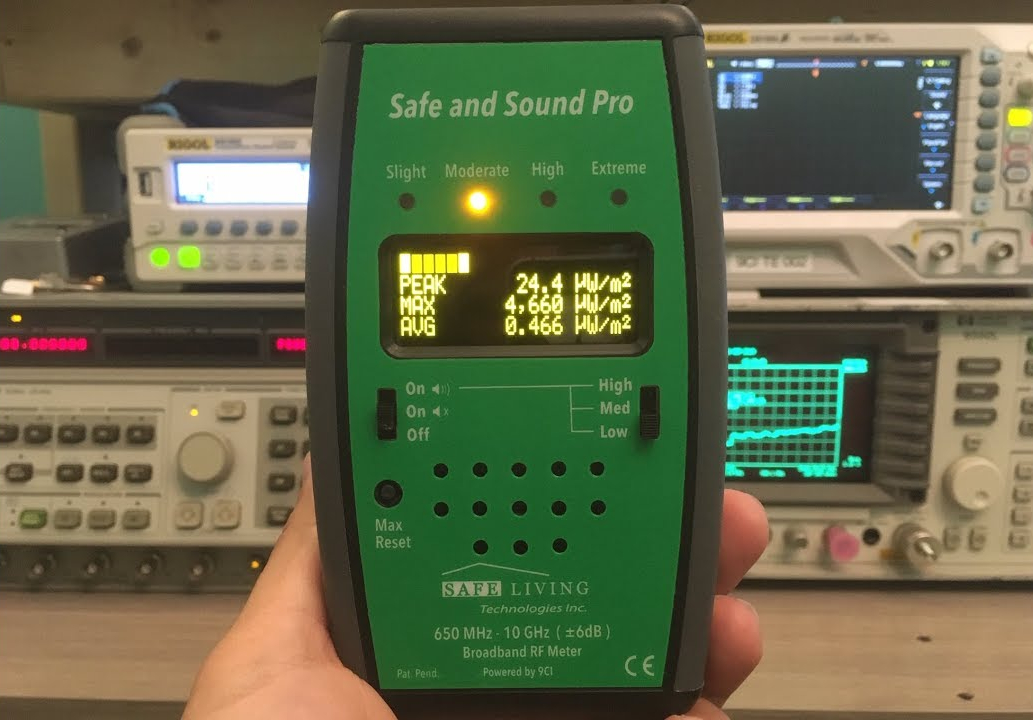 Safe and Sound Pro
Slight Moderate High Extreme
PEAK 24.4 µW/m²
MAX 4,660 µW/m²
AVG 0.466 µW/m²
On High
On Med
Off Low
Max
Reset
SAFE LIVING
Technologies Inc.
650 MHz - 10 GHz ( ±6dB )
Broadband RF Meter
Pat. Pend. Powered by 9C1
CE
RIGOL
RIGOL